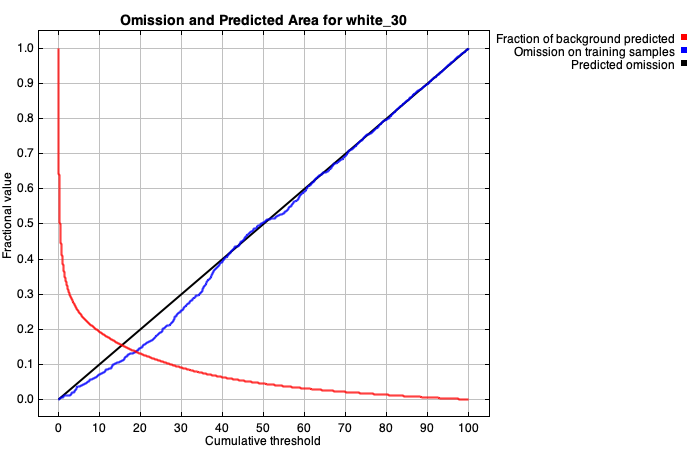 Omission and Predicted Area for white_30
Fraction of background predicted
Omission on training samples
Predicted omission
Fractional value
1.0
0.9
0.8
0.7
0.6
0.5
0.4
0.3
0.2
0.1
0.0
0 10 20 30 40 50 60 70 80 90 100
Cumulative threshold